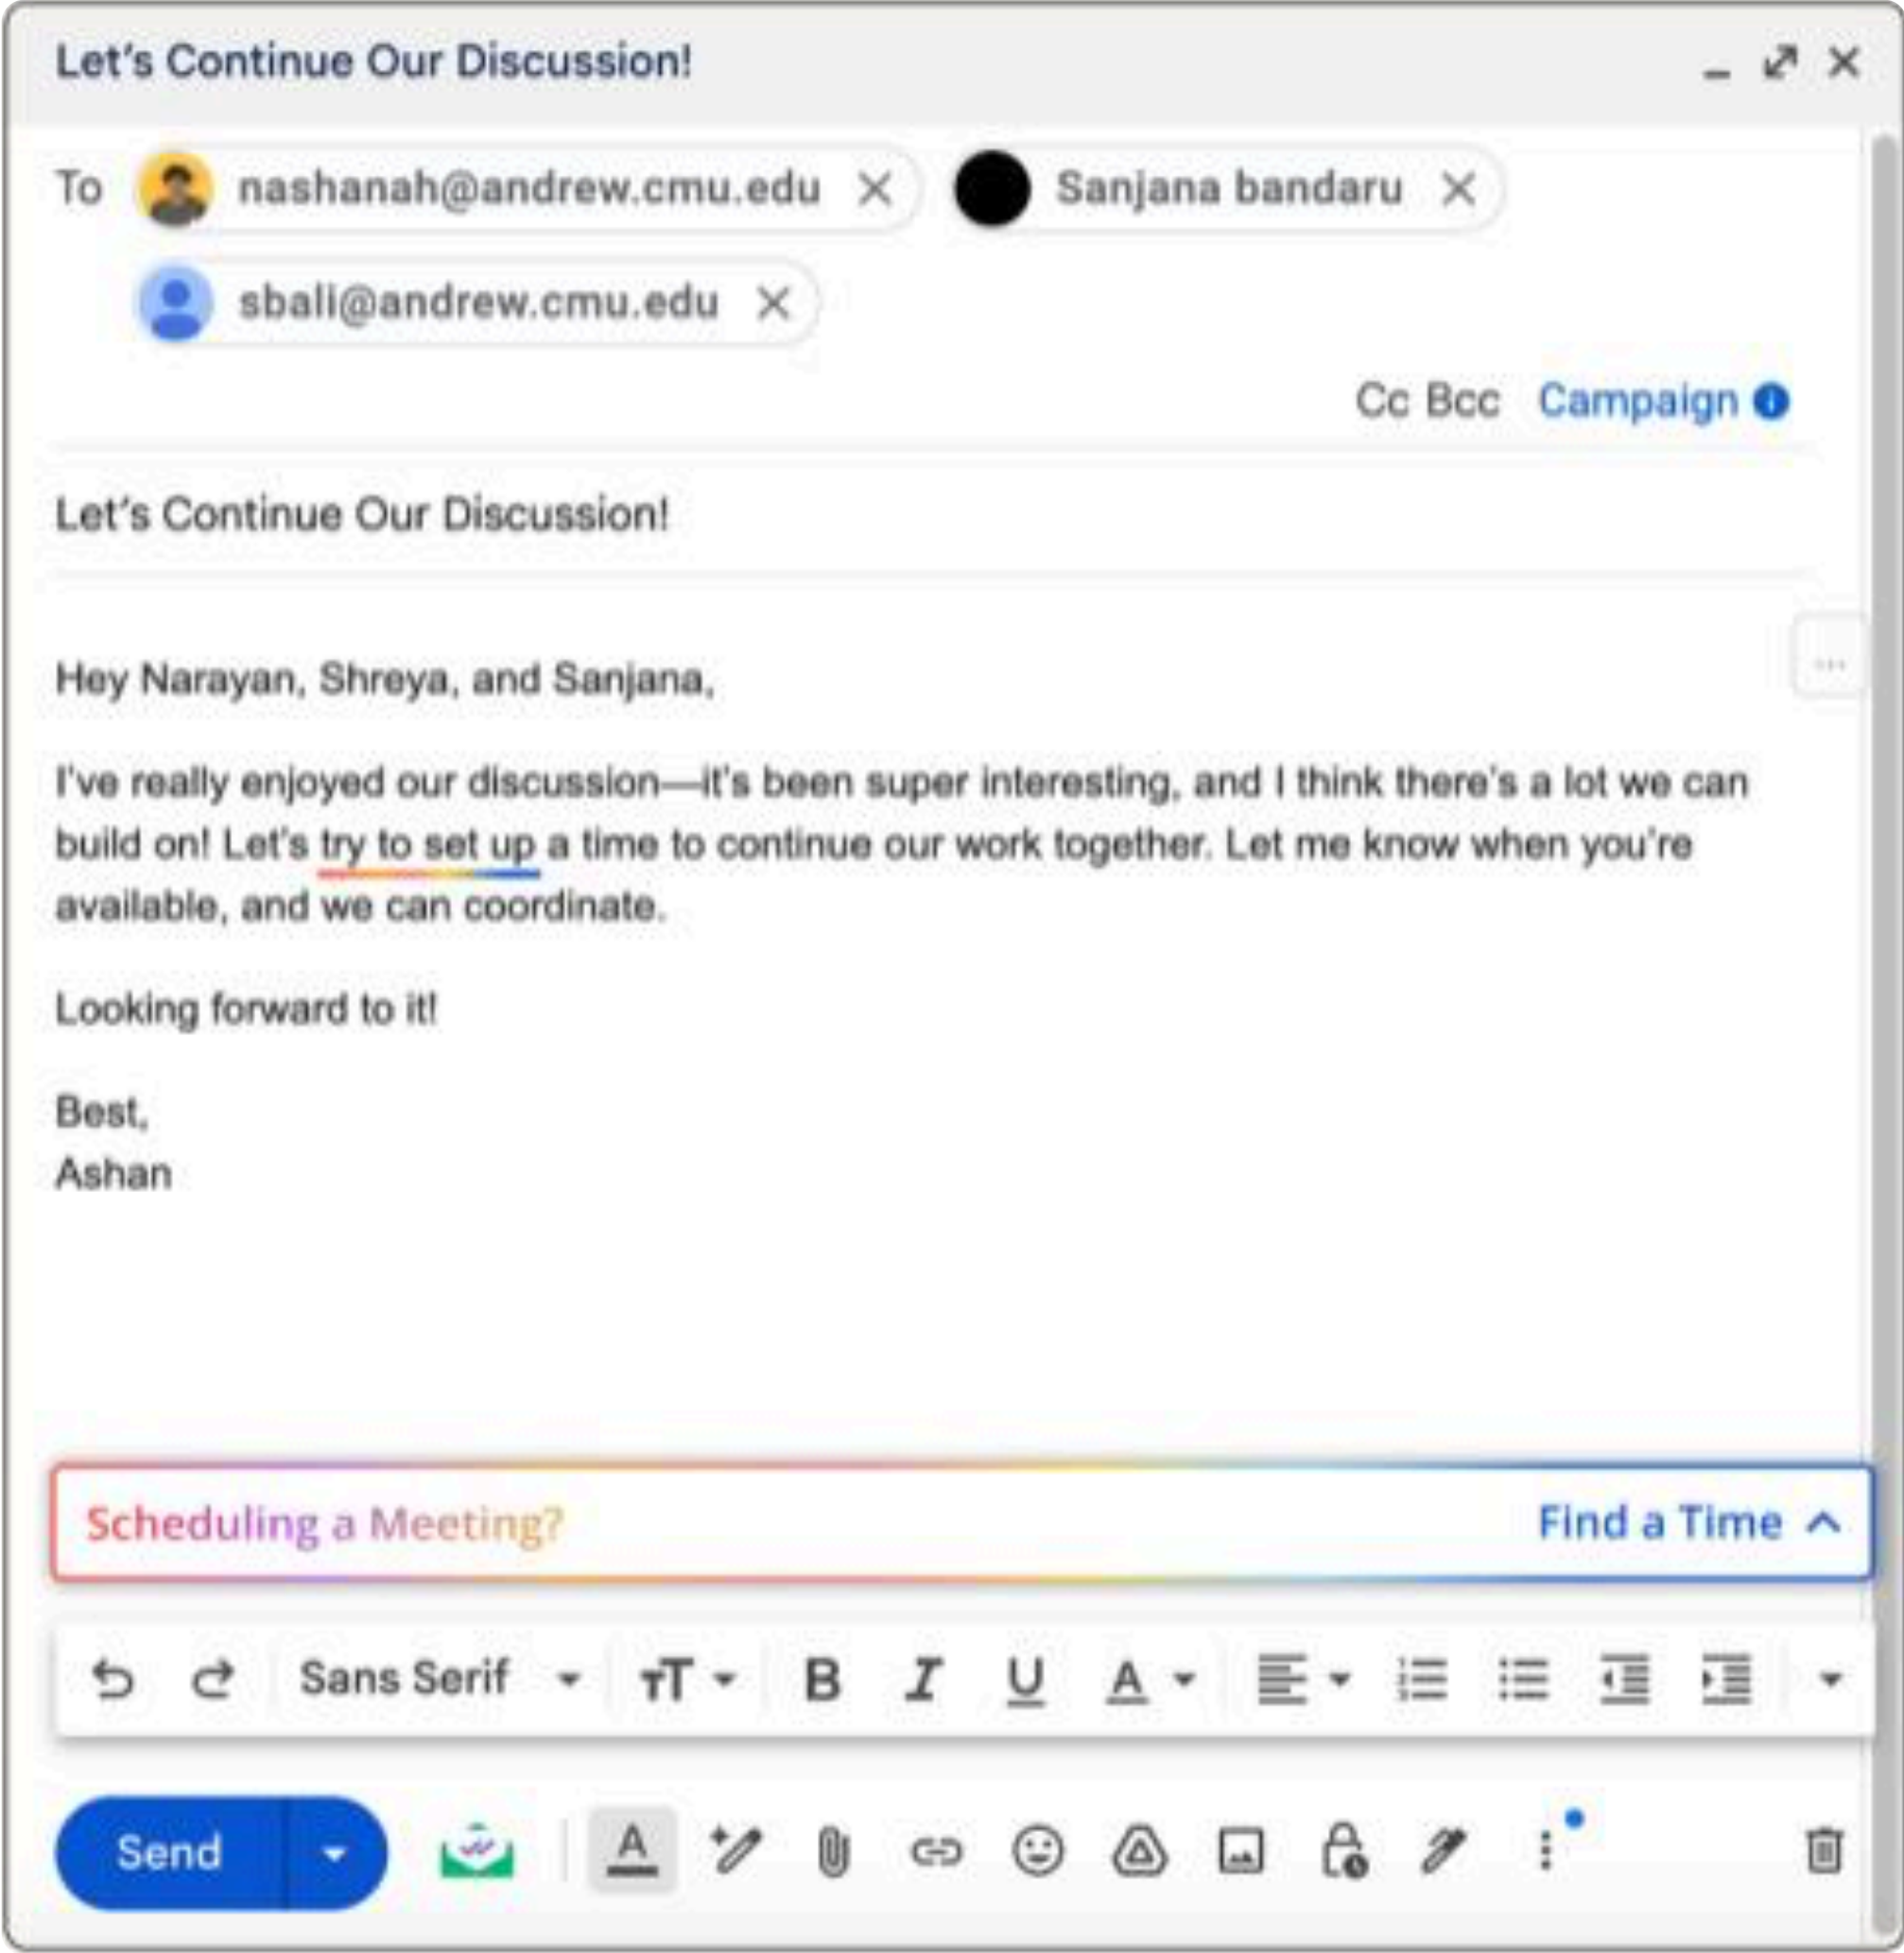 Let's Continue Our Discussion!
To nashanah@andrew.cmu.edu Sanjana bandaru
sbali@andrew.cmu.edu
Cc Bcc Campaign
Let's Continue Our Discussion!
Hey Narayan, Shreya, and Sanjana,
I've really enjoyed our discussion—it's been super interesting, and I think there's a lot we can
build on! Let's try to set up a time to continue our work together. Let me know when you're
available, and we can coordinate.
Looking forward to it!
Best,
Ashan
Scheduling a Meeting? Find a Time
Sans Serif
Send